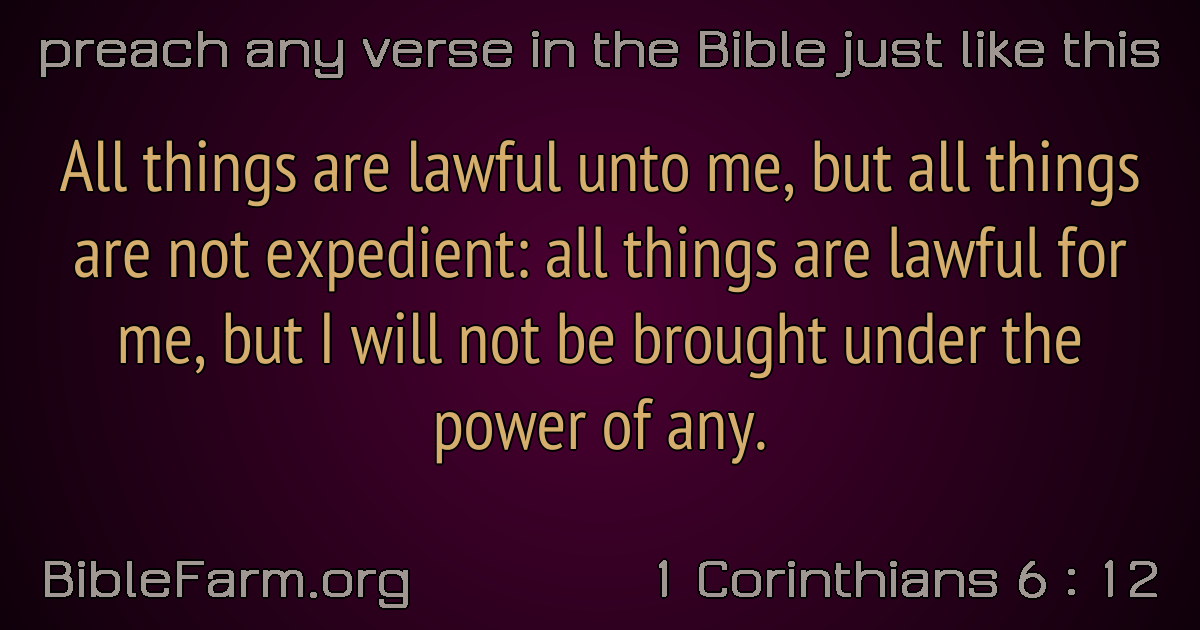 preach any verse in the Bible just like this
All things are lawful unto me, but all things
are not expedient: all things are lawful for
me, but I will not be brought under the
power of any.
BibleFarm.org
1 Corinthians 6 : 12